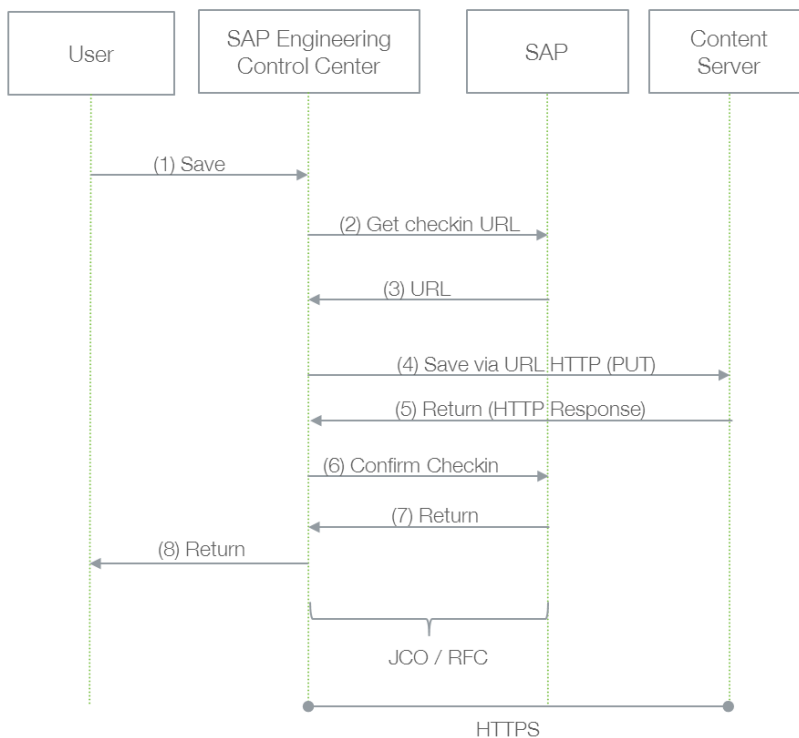 User
SAP Engineering
Control Center
SAP
Content
Server
(1) Save
(2) Get checkin URL
(3) URL
(4) Save via URL HTTP (PUT)
(5) Return (HTTP Response)
(6) Confirm Checkin
(7) Return
(8) Return
JCO / RFC
HTTPS